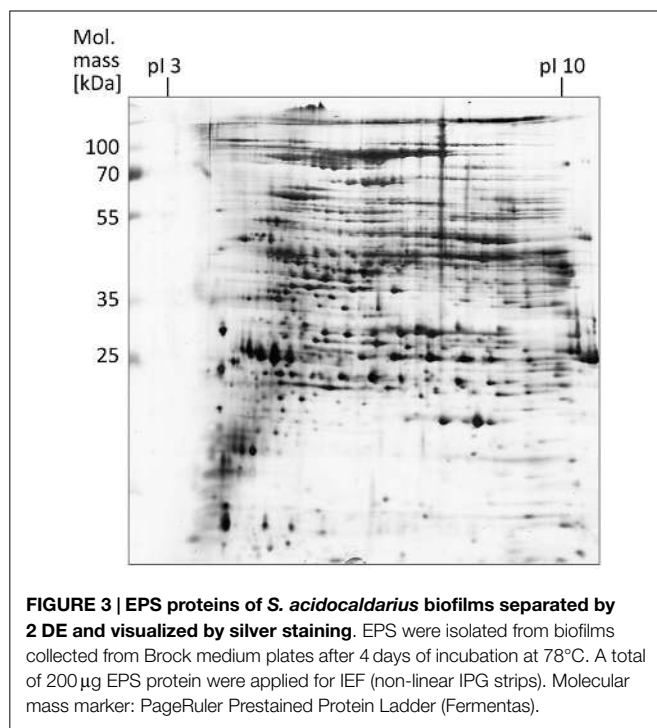 Mol.
mass
[kDa]
pI 3
pI 10
100
70
55
35
25
FIGURE 3 | EPS proteins of S. acidocaldarius biofilms separated by
2 DE and visualized by silver staining. EPS were isolated from biofilms
collected from Brock medium plates after 4 days of incubation at 78°C. A total
of 200 μg EPS protein were applied for IEF (non-linear IPG strips). Molecular
mass marker: PageRuler Prestained Protein Ladder (Fermentas).